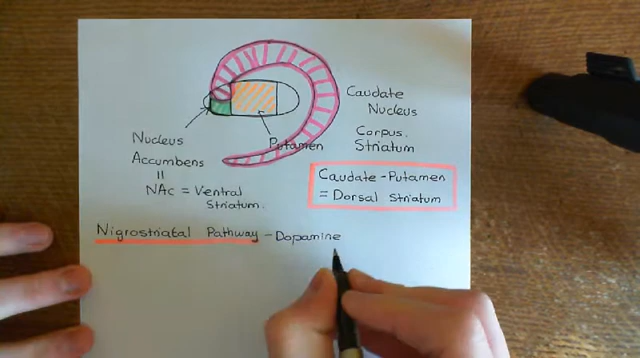 Caudate
Nucleus
Corpus
Striatum
Putamen
Nucleus
Accumbens
=
NAc = Ventral
Striatum.
Caudate-Putamen
= Dorsal Striatum
Nigrostriatal Pathway - Dopamine